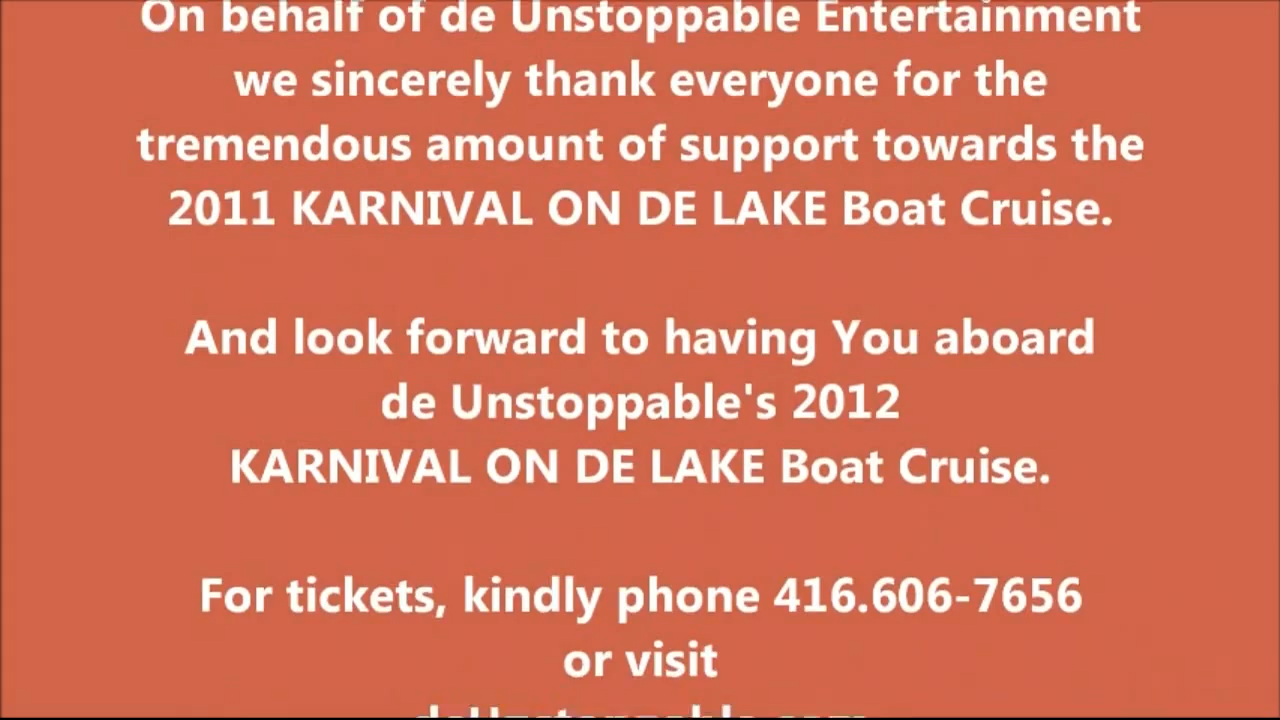 On behalf of de Unstoppable Entertainment
we sincerely thank everyone for the
tremendous amount of support towards the
2011 KARNIVAL ON DE LAKE Boat Cruise.
And look forward to having You aboard
de Unstoppable's 2012
KARNIVAL ON DE LAKE Boat Cruise.
For tickets, kindly phone 416.606-7656
or visit